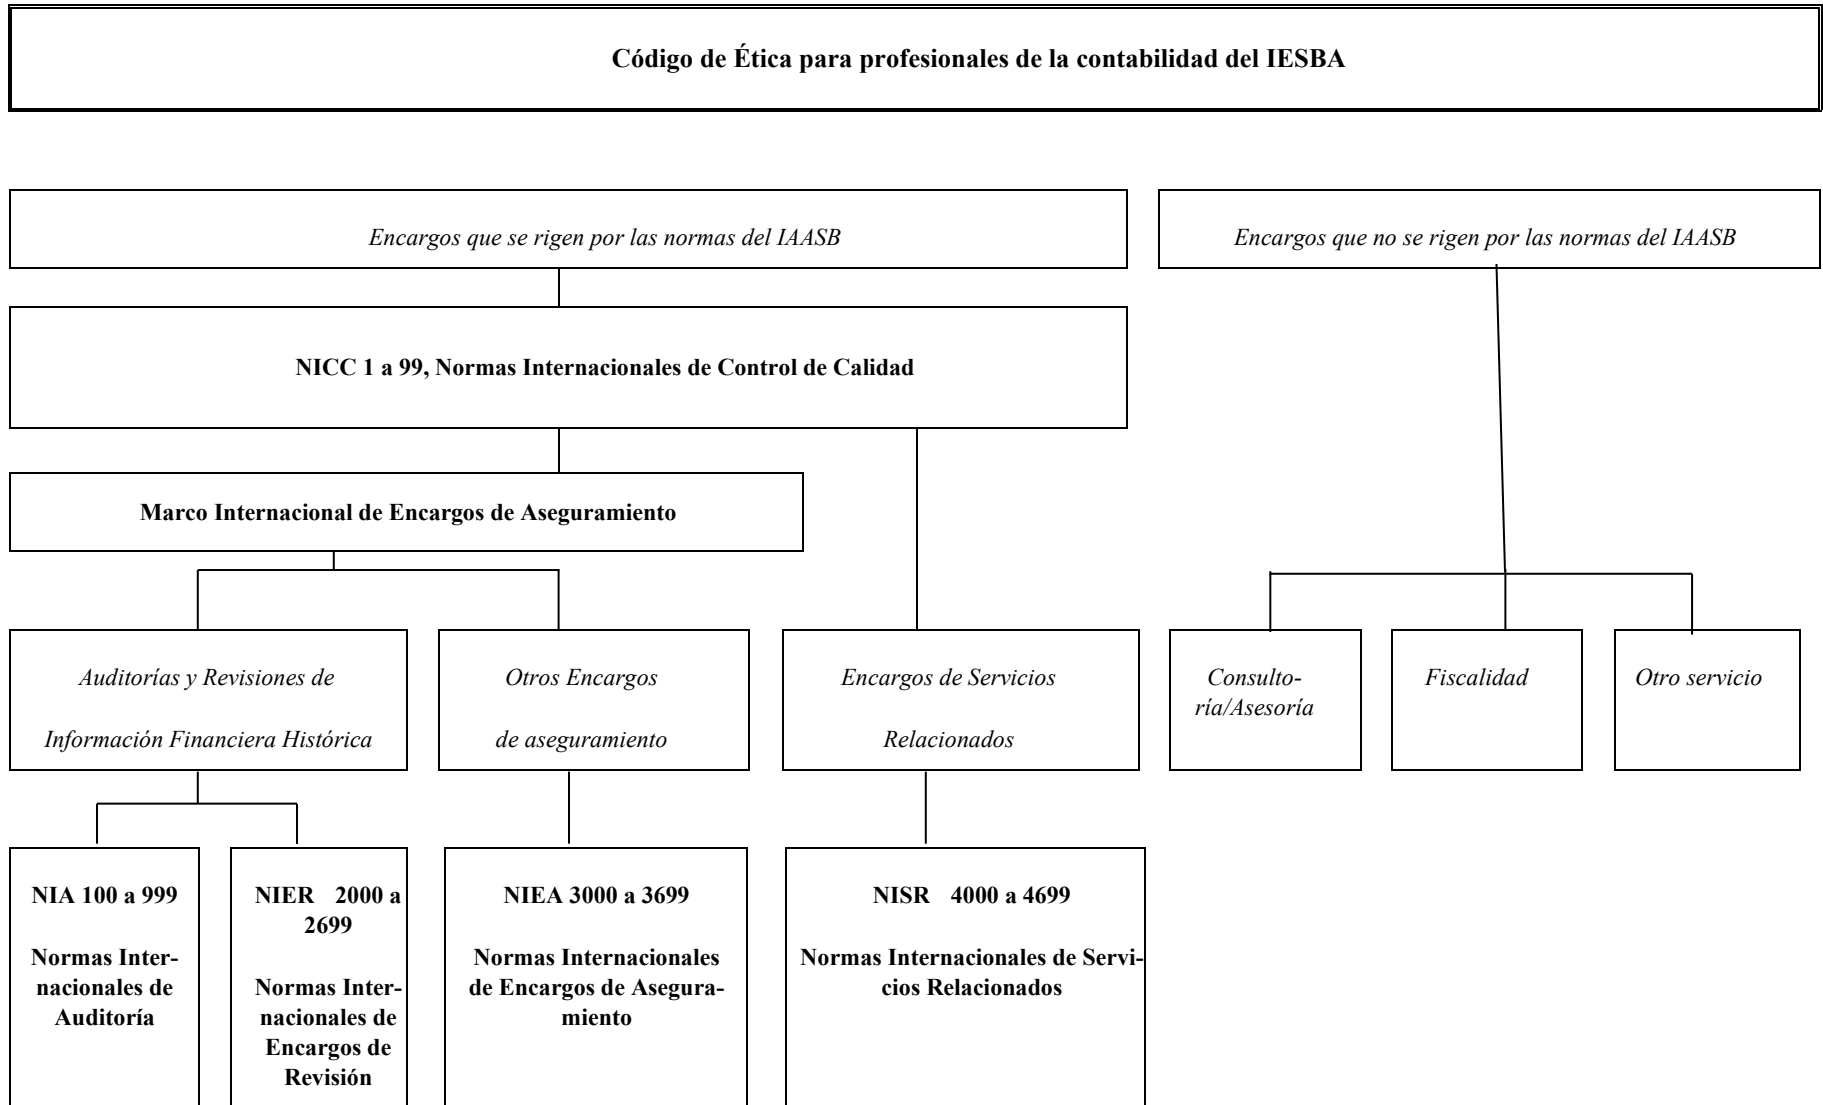 Código de Ética para profesionales de la contabilidad del IESBA
Encargos que se rigen por las normas del IAASB
Encargos que no se rigen por las normas del IAASB
NICC 1 a 99, Normas Internacionales de Control de Calidad
Marco Internacional de Encargos de Aseguramiento
Auditorías y Revisiones de
Información Financiera Histórica
Otros Encargos
de aseguramiento
Encargos de Servicios
Relacionados
Consulto-
ría/Asesoría
Fiscalidad
Otro servicio
NIA 100 a 999
Normas Inter-
nacionales de
Auditoría
NIER 2000 a
2699
Normas Inter-
nacionales de
Encargos de
Revisión
NIEA 3000 a 3699
Normas Internacionales
de Encargos de Asegura-
miento
NISR 4000 a 4699
Normas Internacionales de Servi-
cios Relacionados